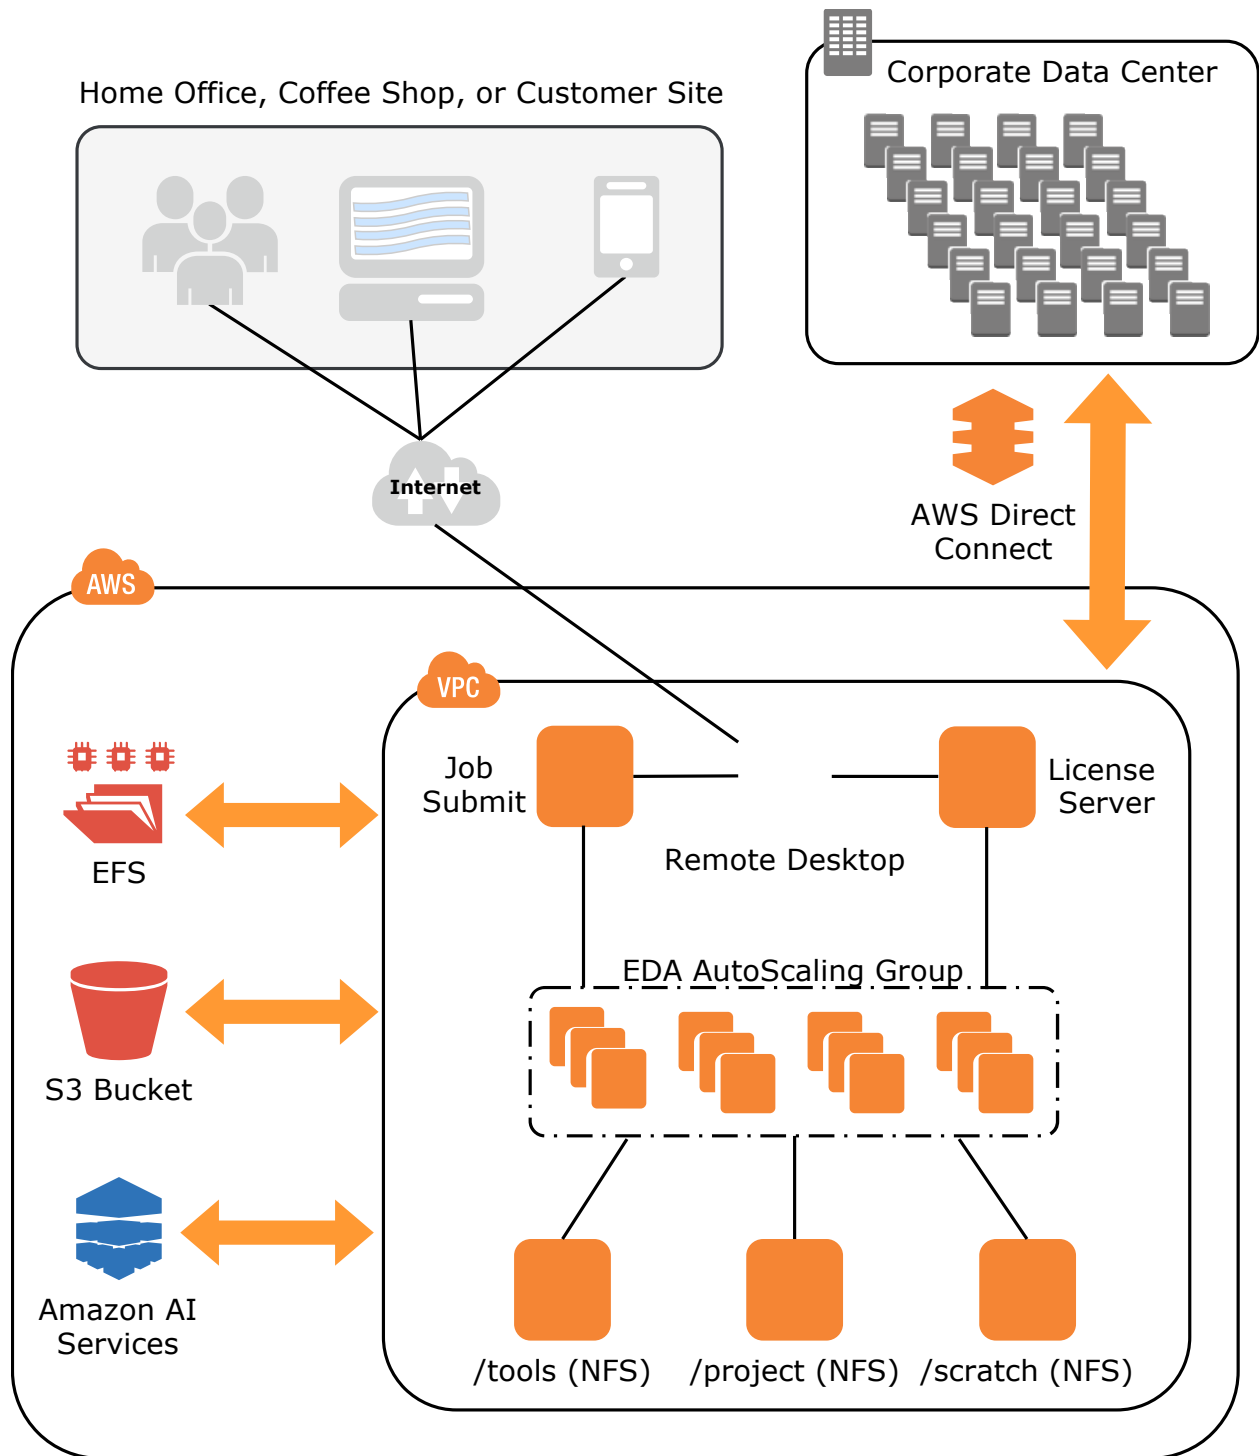 Corporate Data Center
Home Office, Coffee Shop, or Customer Site
Internet
AWS Direct
Connect
AWS
VPC
Job
Submit
License
Server
Remote Desktop
EFS
EDA AutoScaling Group
S3 Bucket
Amazon AI
Services
/tools (NFS)
/project (NFS)
/scratch (NFS)